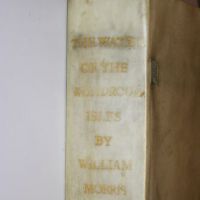 THE WATER
OF THE
WONDROUS
ISLES
BY
WILLIAM
MORRIS